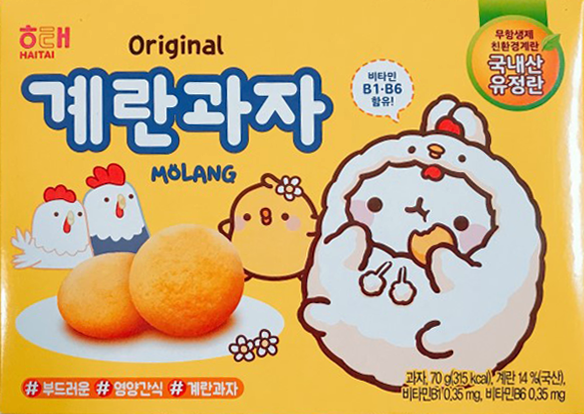 해태
HAITAI
Original
계란과자
MOLANG
비타민
B1·B6
함유!
무항생제
친환경계란
국내산
유정란
#부드러운 #영양간식 #계란과자
과자, 70 g(315 kcal), 계란 14 %(국산),
비타민B1 0.35 mg, 비타민B6 0.35 mg